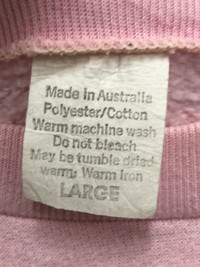 Made in Australia
Polyester/Cotton
Warm machine wash
Do not bleach
May be tumble dried
warm; Warm Iron
LARGE